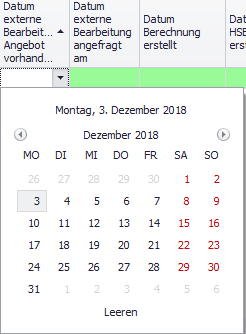 Datum externe Bearbeit... Angebot vorhand...
Datum externe Bearbeitung angefragt am
Datum Berechnung erstellt
Datum HSB erst
Montag, 3. Dezember 2018
Dezember 2018
MO DI MI DO FR SA SO
26 27 28 29 30 1 2
3 4 5 6 7 8 9
10 11 12 13 14 15 16
17 18 19 20 21 22 23
24 25 26 27 28 29 30
31 1 2 3 4 5 6
Leeren